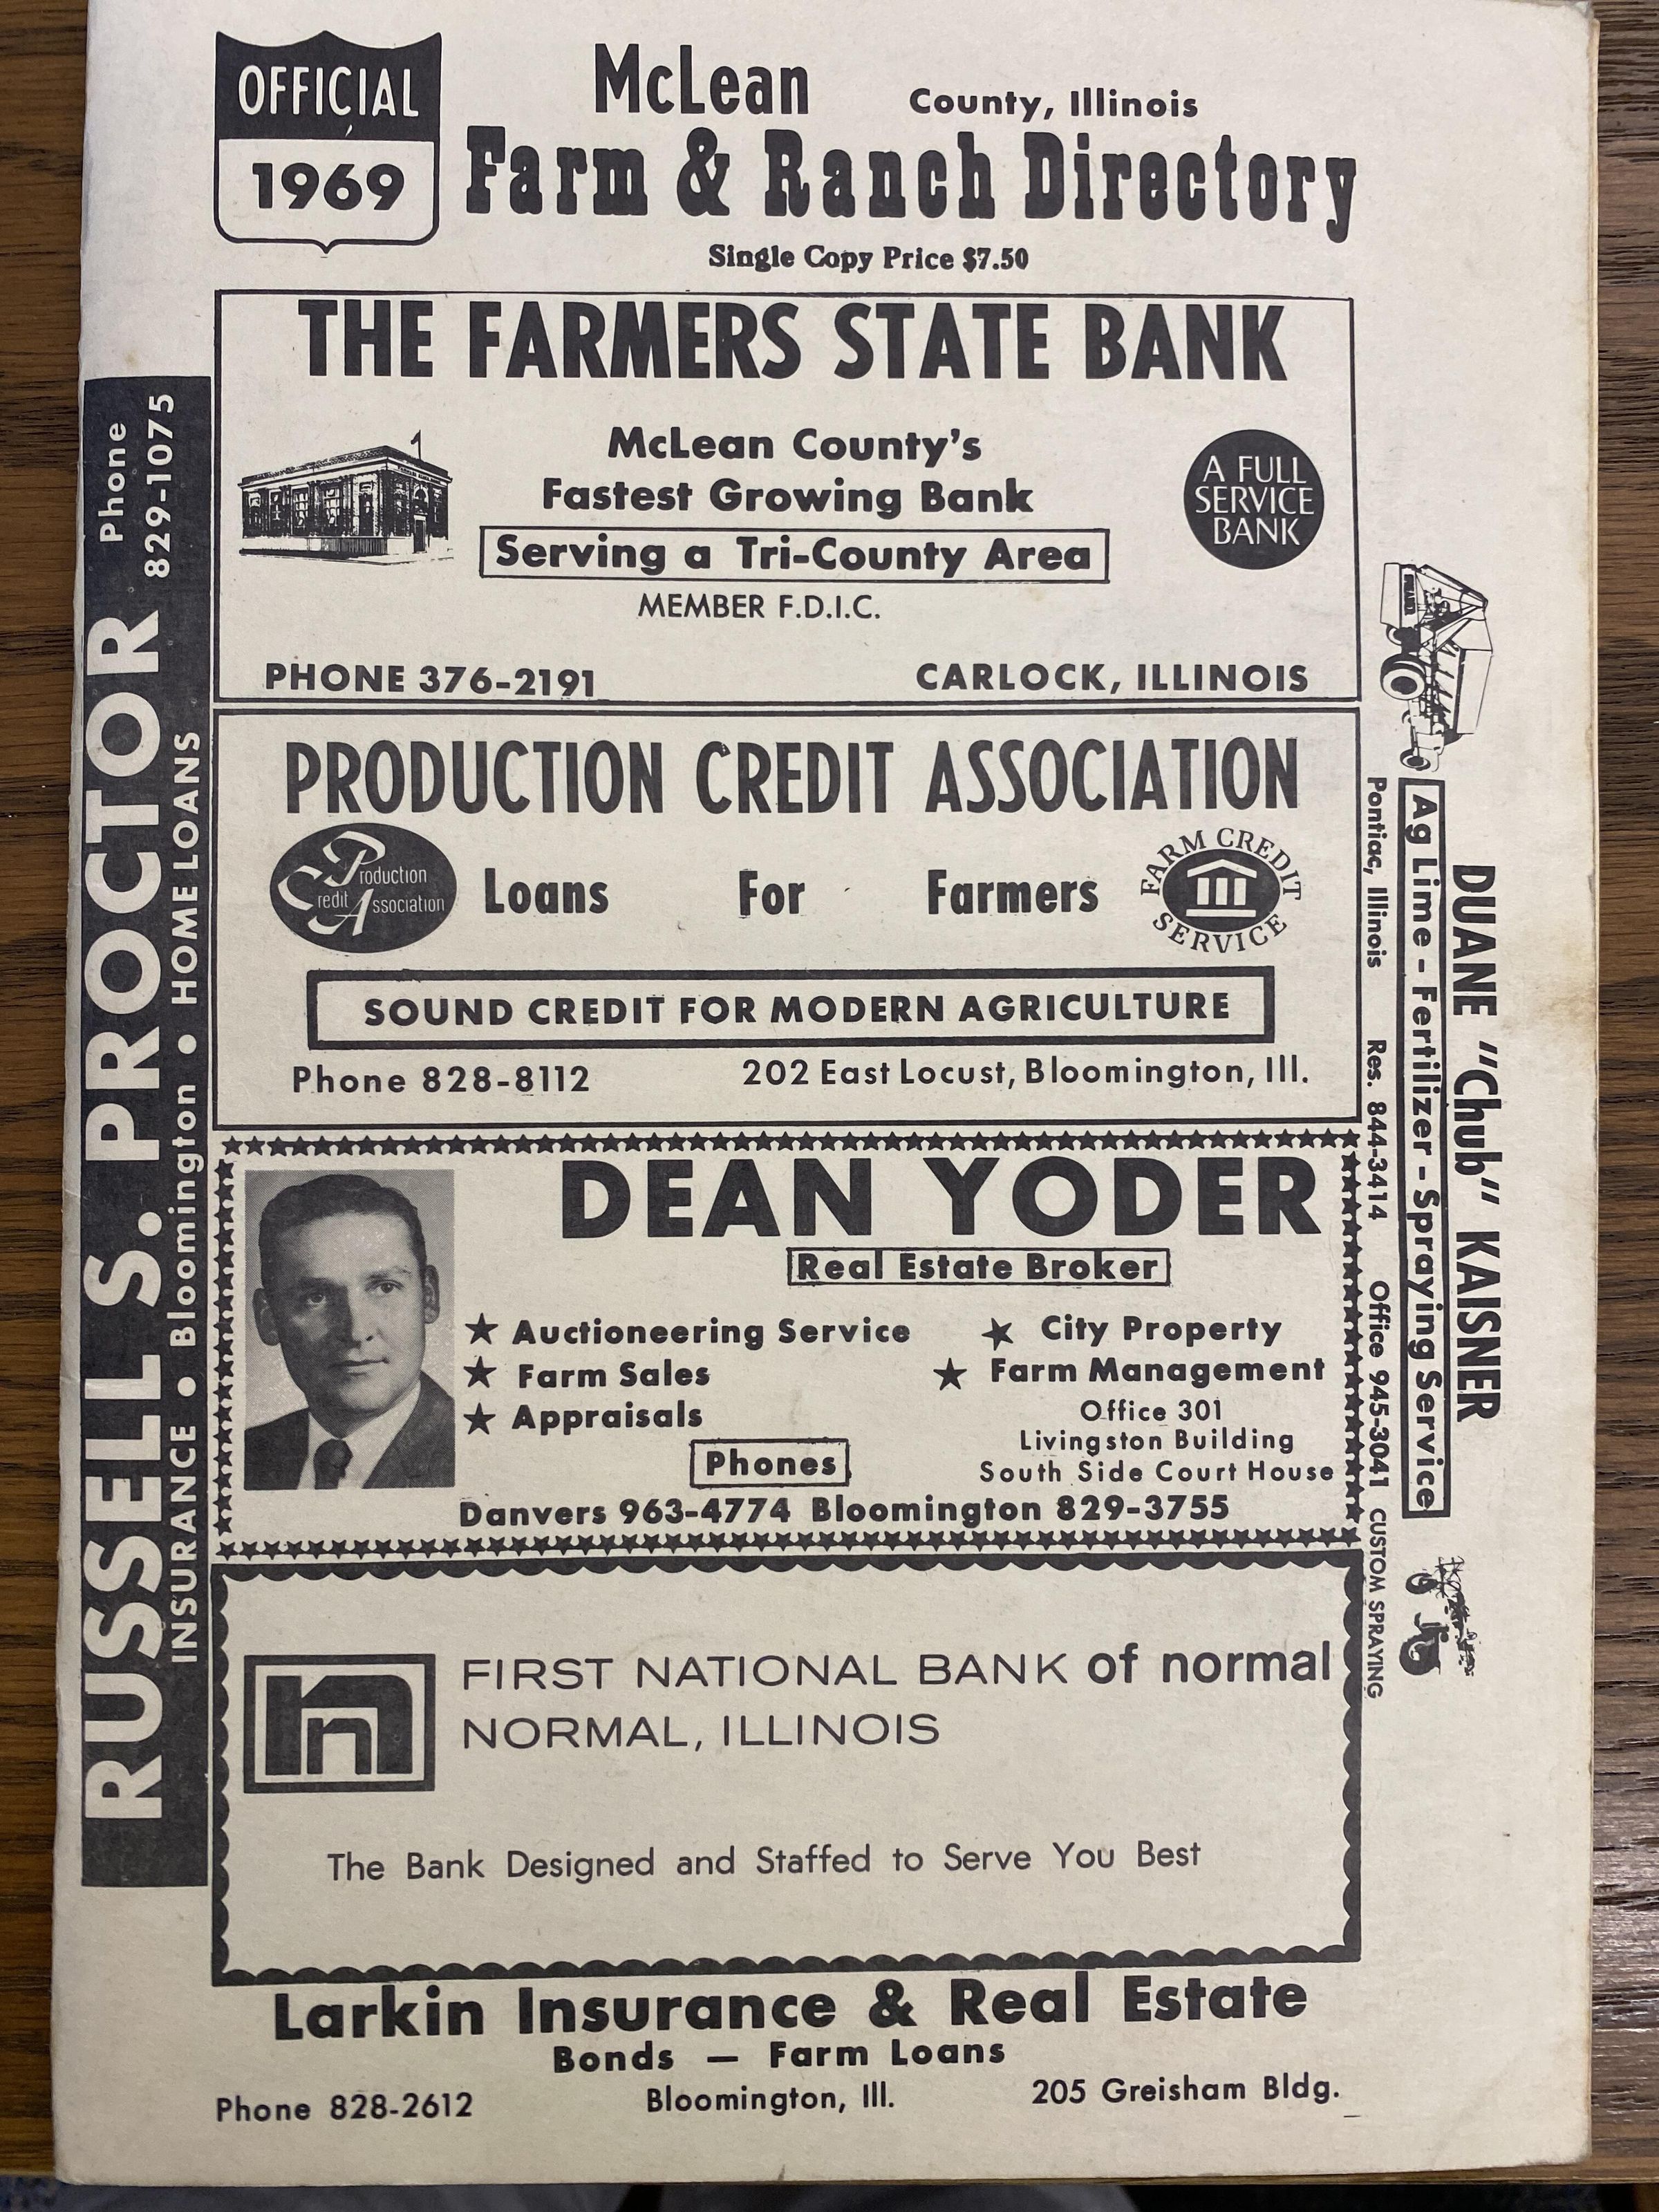 OFFICIAL
1969
McLean County, Illinois
Farm & Ranch Directory
Single Copy Price $7.50
THE FARMERS STATE BANK
McLean County's
Fastest Growing Bank
Serving a Tri-County Area
MEMBER F.D.I.C.
A FULL
SERVICE
BANK
PHONE 376-2191 CARLOCK, ILLINOIS
PRODUCTION CREDIT ASSOCIATION
Production
Credit Association
Loans For Farmers
FARM CREDIT
SERVICE
SOUND CREDIT FOR MODERN AGRICULTURE
Phone 828-8112 202 East Locust, Bloomington, Ill.
DEAN YODER
Real Estate Broker
★ Auctioneering Service ★ City Property
★ Farm Sales ★ Farm Management
★ Appraisals
Office 301
Livingston Building
South Side Court House
Phones
Danvers 963-4774 Bloomington 829-3755
n
FIRST NATIONAL BANK of normal
NORMAL, ILLINOIS
The Bank Designed and Staffed to Serve You Best
Larkin Insurance & Real Estate
Bonds — Farm Loans
Phone 828-2612 Bloomington, Ill. 205 Greisham Bldg.
RUSSELL S. PROCTOR
Phone
829-1075
INSURANCE • Bloomington • HOME LOANS
DUANE "Chub" KAISNER
Ag Lime - Fertilizer - Spraying Service
Pontiac, Illinois Res. 844-3414 Office 945-3041 CUSTOM SPRAYING